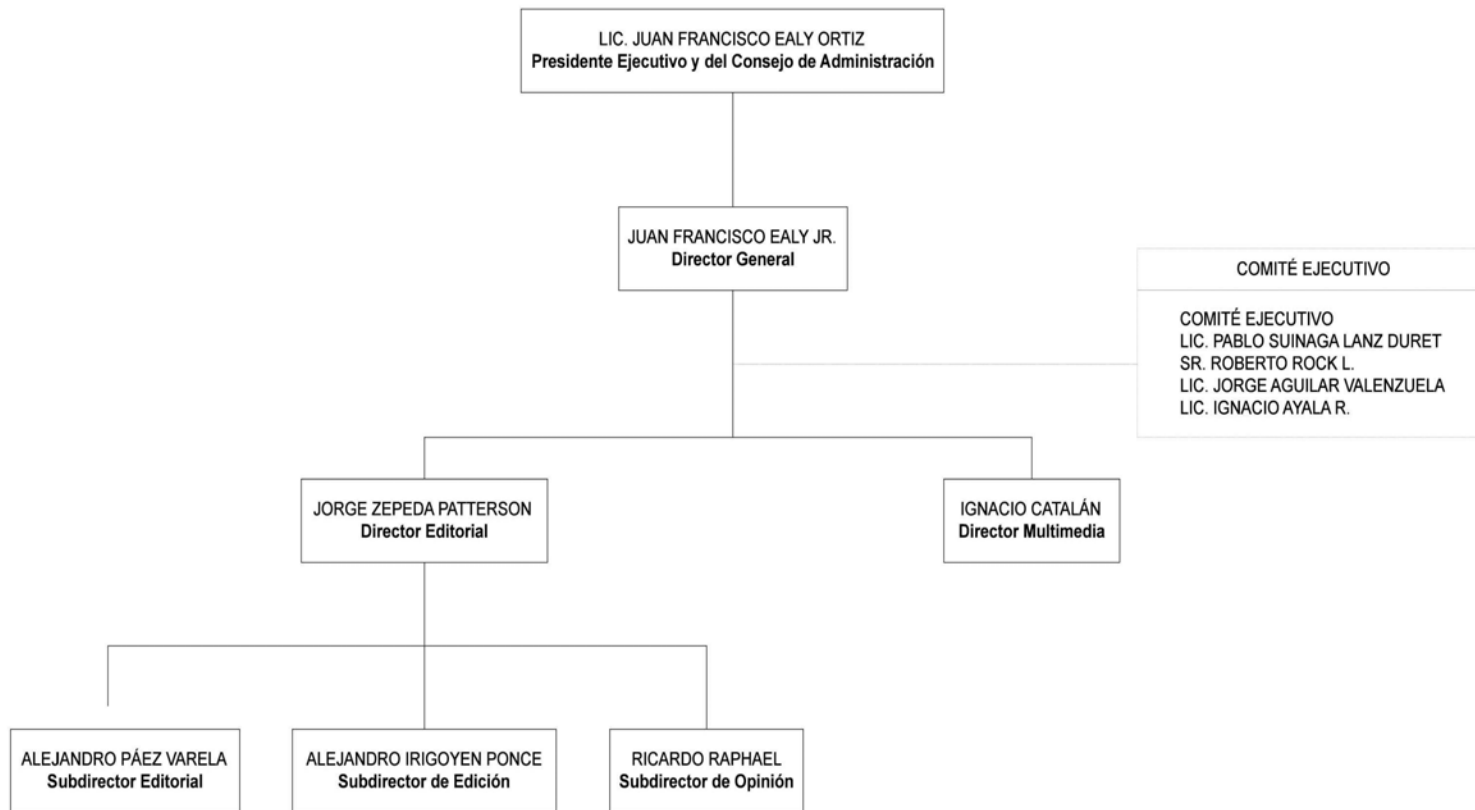 LIC. JUAN FRANCISCO EALY ORTIZ
Presidente Ejecutivo y del Consejo de Administración
JUAN FRANCISCO EALY JR.
Director General
COMITÉ EJECUTIVO
COMITÉ EJECUTIVO
LIC. PABLO SUINAGA LANZ DURET
SR. ROBERTO ROCK L.
LIC. JORGE AGUILAR VALENZUELA
LIC. IGNACIO AYALA R.
JORGE ZEPEDA PATTERSON
Director Editorial
IGNACIO CATALÁN
Director Multimedia
ALEJANDRO PÁEZ VARELA
Subdirector Editorial
ALEJANDRO IRIGOYEN PONCE
Subdirector de Edición
RICARDO RAPHAEL
Subdirector de Opinión